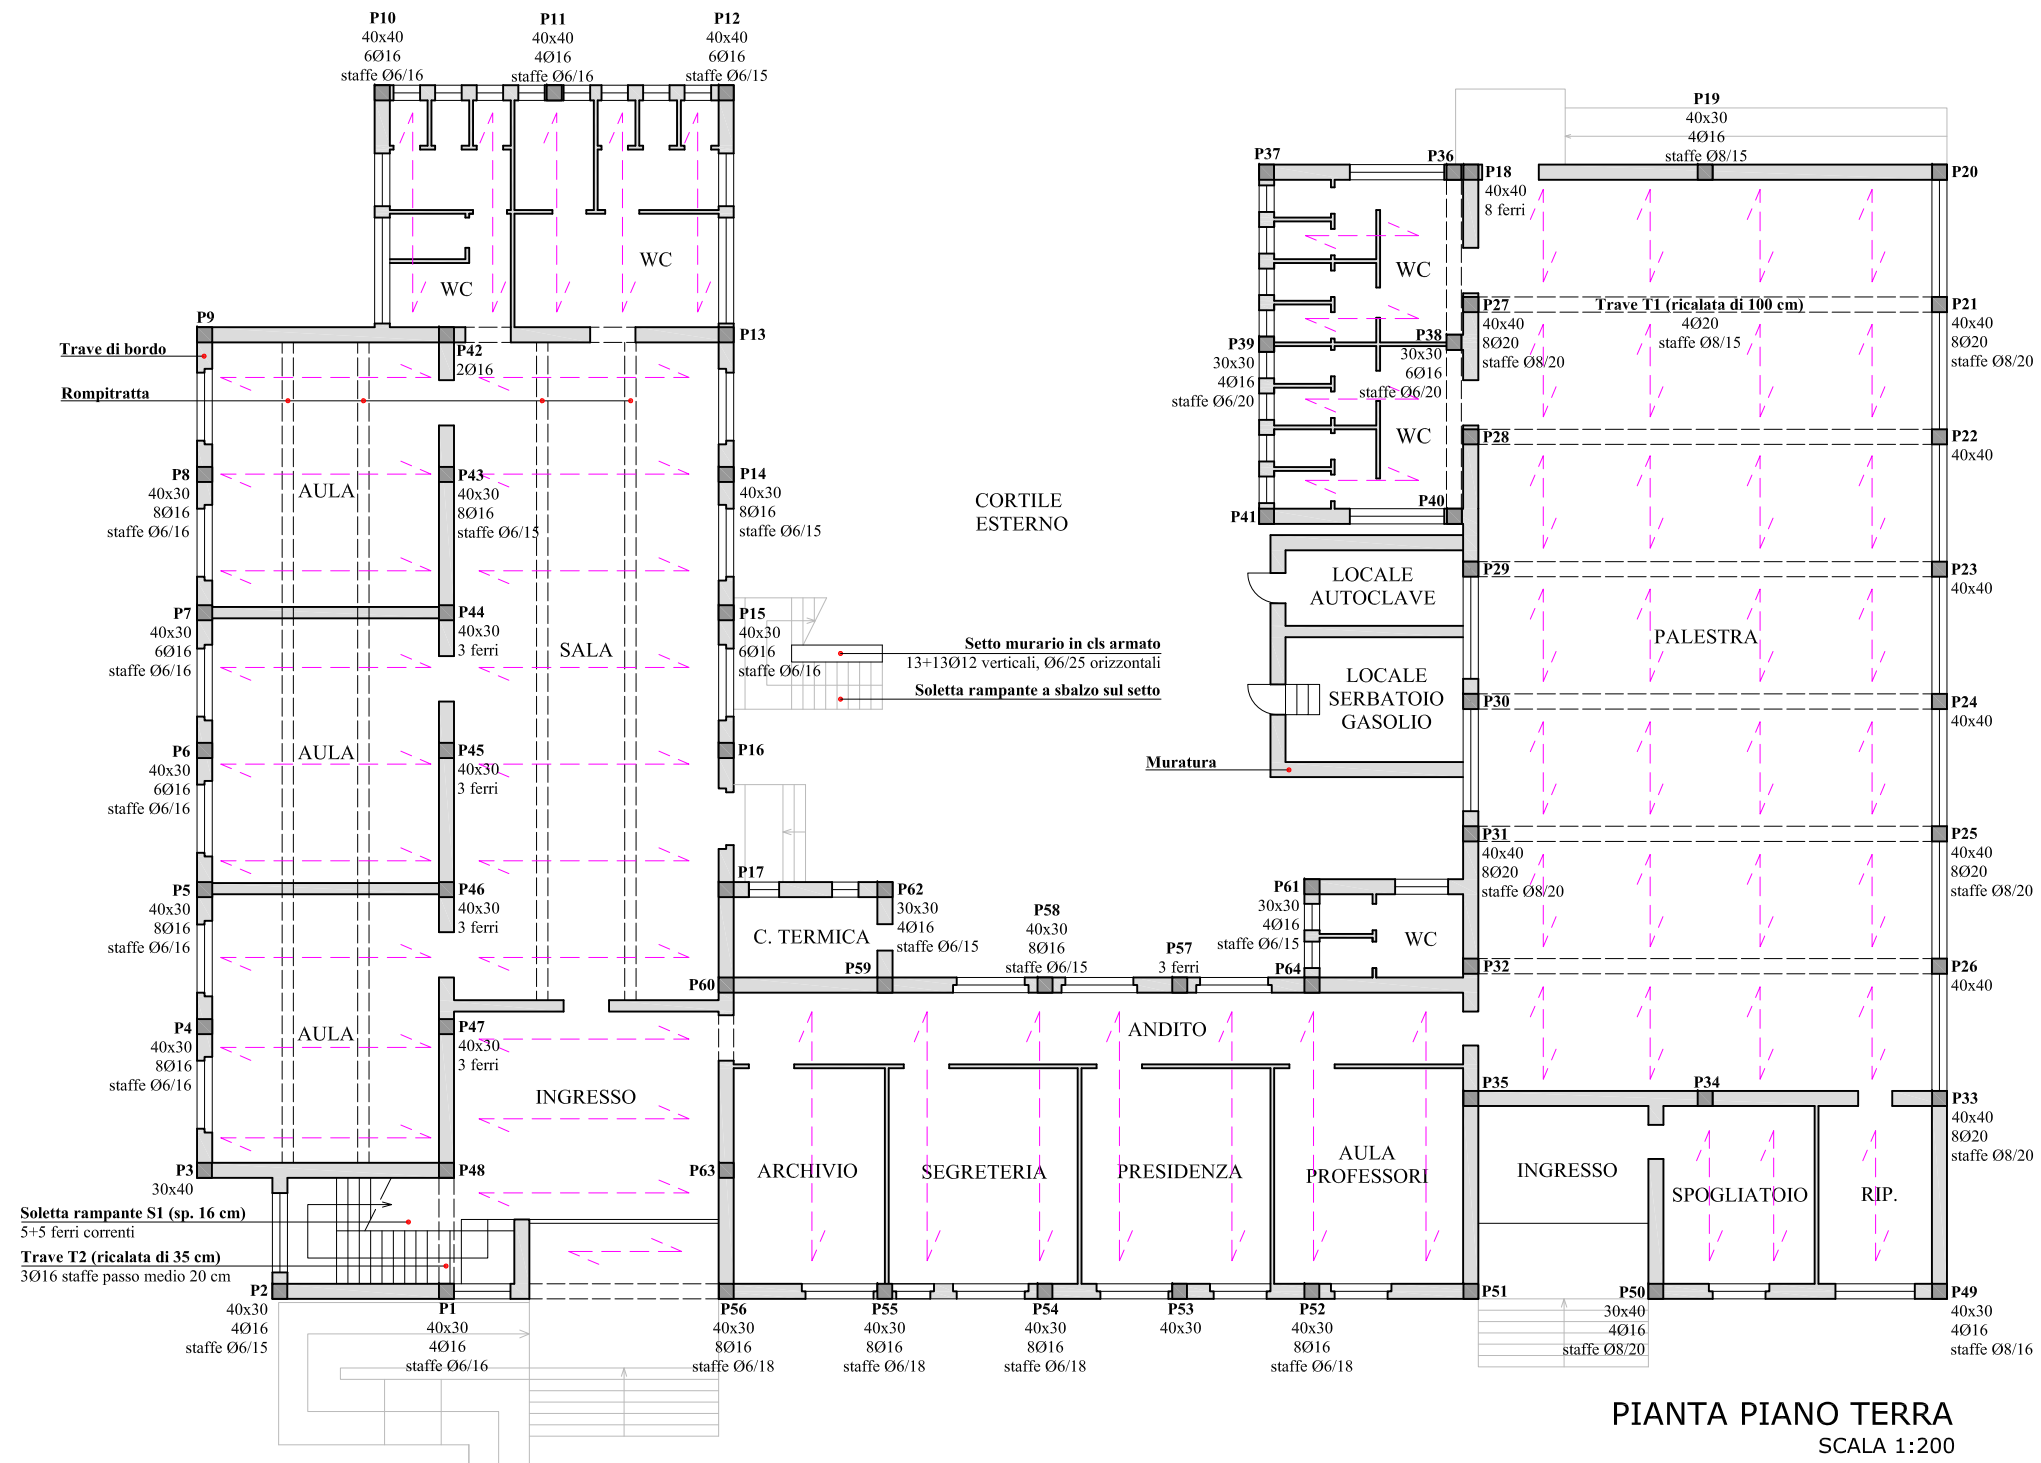 P10
40x40
6Ø16
staffe Ø6/16
P11
40x40
4Ø16
staffe Ø6/16
P12
40x40
6Ø16
staffe Ø6/15
P19
40x30
4Ø16
staffe Ø8/15
P37
P36
P18
40x40
8 ferri
P20
WC
WC
WC
P9
P42
2Ø16
P13
Trave di bordo
Rompitratta
P27
40x40
8Ø20
staffe Ø8/20
Trave T1 (ricalata di 100 cm)
4Ø20
staffe Ø8/15
P21
40x40
8Ø20
staffe Ø8/20
P39
30x30
4Ø16
staffe Ø6/20
P38
30x30
6Ø16
staffe Ø6/20
WC
P28
P22
40x40
P8
40x30
8Ø16
staffe Ø6/16
AULA
P43
40x30
8Ø16
staffe Ø6/15
P14
40x30
8Ø16
staffe Ø6/15
CORTILE
ESTERNO
P41
P40
P29
P23
40x40
LOCALE
AUTOCLAVE
P7
40x30
6Ø16
staffe Ø6/16
P44
40x30
3 ferri
SALA
P15
40x30
6Ø16
staffe Ø6/16
Setto murario in cls armato
13+13Ø12 verticali, Ø6/25 orizzontali
Soletta rampante a sbalzo sul setto
PALESTRA
LOCALE
SERBATOIO
GASOLIO
P30
P24
40x40
P6
40x30
6Ø16
staffe Ø6/16
AULA
P45
40x30
3 ferri
P16
Muratura
P31
40x40
8Ø20
staffe Ø8/20
P25
40x40
8Ø20
staffe Ø8/20
P5
40x30
8Ø16
staffe Ø6/16
P46
40x30
3 ferri
P17
P62
30x30
4Ø16
staffe Ø6/15
C. TERMICA
P61
30x30
4Ø16
staffe Ø6/15
WC
P58
40x30
8Ø16
staffe Ø6/15
P57
3 ferri
P59
P64
P60
P32
P26
40x40
P4
40x30
8Ø16
staffe Ø6/16
AULA
P47
40x30
3 ferri
ANDITO
INGRESSO
P35
P34
P33
40x40
8Ø20
staffe Ø8/20
P3
30x40
P48
P63
ARCHIVIO
SEGRETERIA
PRESIDENZA
AULA
PROFESSORI
INGRESSO
SPOGLIATOIO
RIP.
Soletta rampante S1 (sp. 16 cm)
5+5 ferri correnti
Trave T2 (ricalata di 35 cm)
3Ø16 staffe passo medio 20 cm
P2
40x30
4Ø16
staffe Ø6/15
P1
40x30
4Ø16
staffe Ø6/16
P56
40x30
8Ø16
staffe Ø6/18
P55
40x30
8Ø16
staffe Ø6/18
P54
40x30
8Ø16
staffe Ø6/18
P53
40x30
P52
40x30
8Ø16
staffe Ø6/18
P51
P50
30x40
4Ø16
staffe Ø8/20
P49
40x30
4Ø16
staffe Ø8/16
PIANTA PIANO TERRA
SCALA 1:200